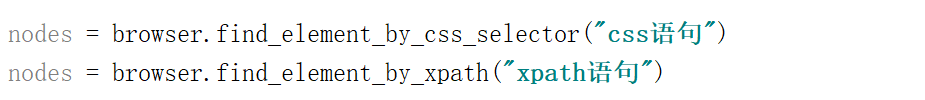 nodes = browser.find_element_by_css_selector("css语句")
nodes = browser.find_element_by_xpath("xpath语句")